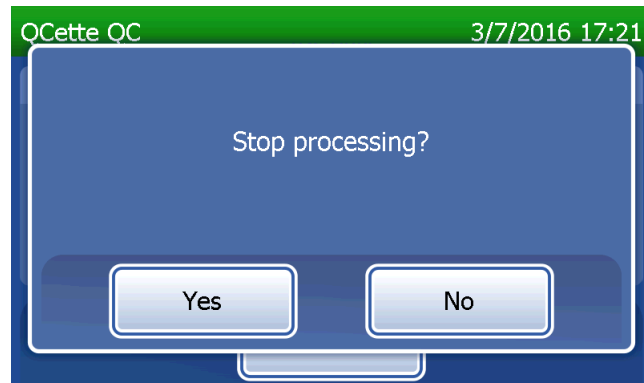 QCette QC 3/7/2016 17:21
Stop processing?
Yes No